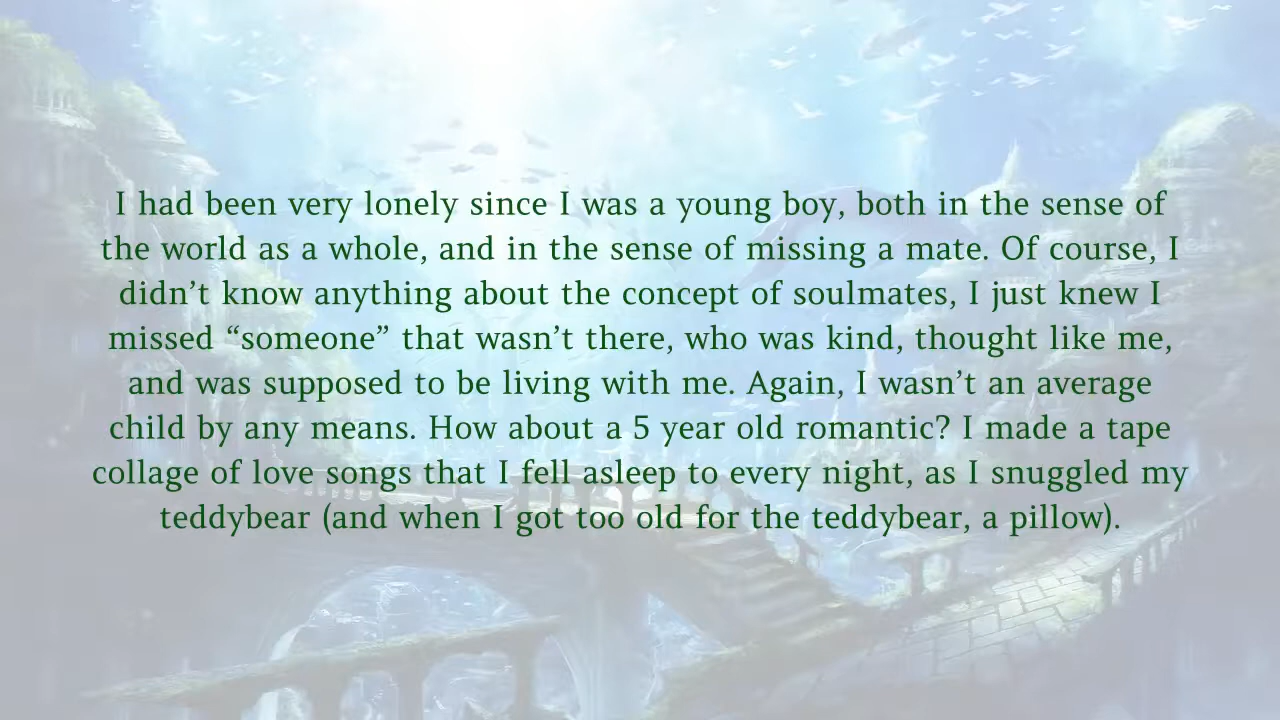 I had been very lonely since I was a young boy, both in the sense of
the world as a whole, and in the sense of missing a mate. Of course, I
didn’t know anything about the concept of soulmates, I just knew I
missed “someone” that wasn’t there, who was kind, thought like me,
and was supposed to be living with me. Again, I wasn’t an average
child by any means. How about a 5 year old romantic? I made a tape
collage of love songs that I fell asleep to every night, as I snuggled my
teddybear (and when I got too old for the teddybear, a pillow).